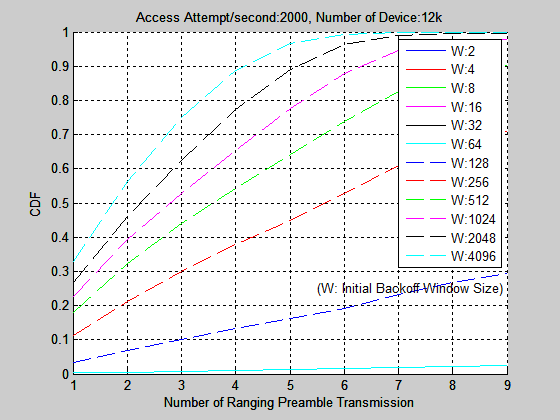 Access Attempt/second:2000, Number of Device:12k
CDF
1
0.9
0.8
0.7
0.6
0.5
0.4
0.3
0.2
0.1
0
W:2
W:4
W:8
W:16
W:32
W:64
W:128
W:256
W:512
W:1024
W:2048
W:4096
(W: Initial Backoff Window Size)
1 2 3 4 5 6 7 8 9
Number of Ranging Preamble Transmission